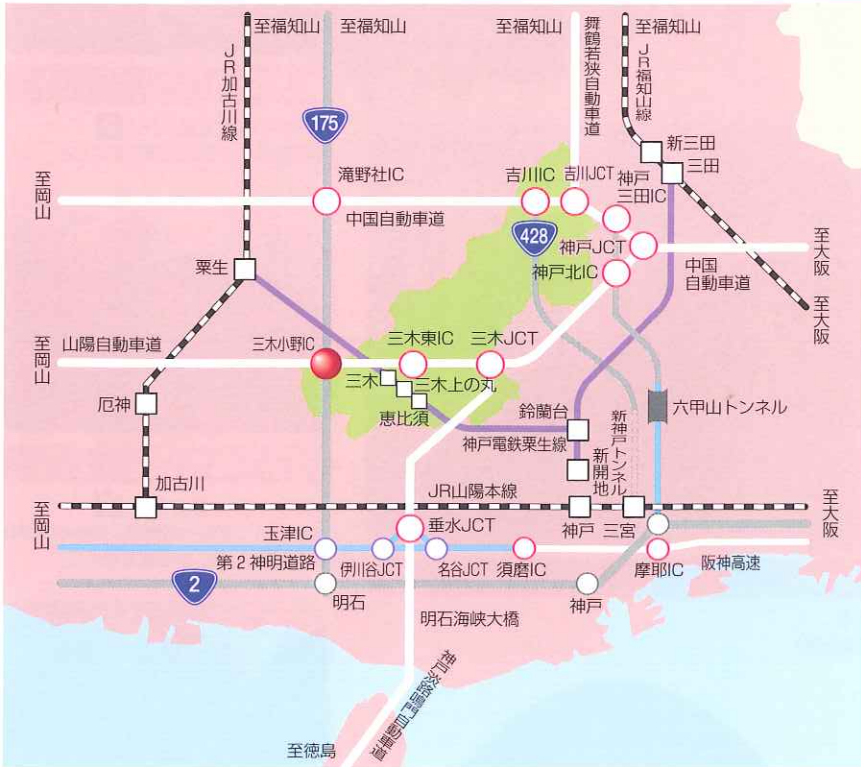 至福知山
至福知山
至福知山
至福知山
JR加古川線
舞鶴若狭自動車道
JR福知山線
175
新三田
三田
滝野社IC
吉川IC
吉川JCT
神戸三田IC
至岡山
中国自動車道
428
神戸JCT
神戸北IC
至大阪
中国
自動車道
至大阪
粟生
山陽自動車道
至岡山
三木小野IC
三木東IC
三木JCT
三木
三木上の丸
恵比須
厄神
鈴蘭台
神戸電鉄粟生線
新開地
新神戸トンネル
六甲山トンネル
加古川
JR山陽本線
至岡山
神戸
三宮
至大阪
玉津IC
垂水JCT
第2神明道路
伊川谷JCT
名谷JCT
須磨IC
摩耶IC
阪神高速
2
明石
神戸
明石海峡大橋
神戸淡路鳴門自動車道
至徳島